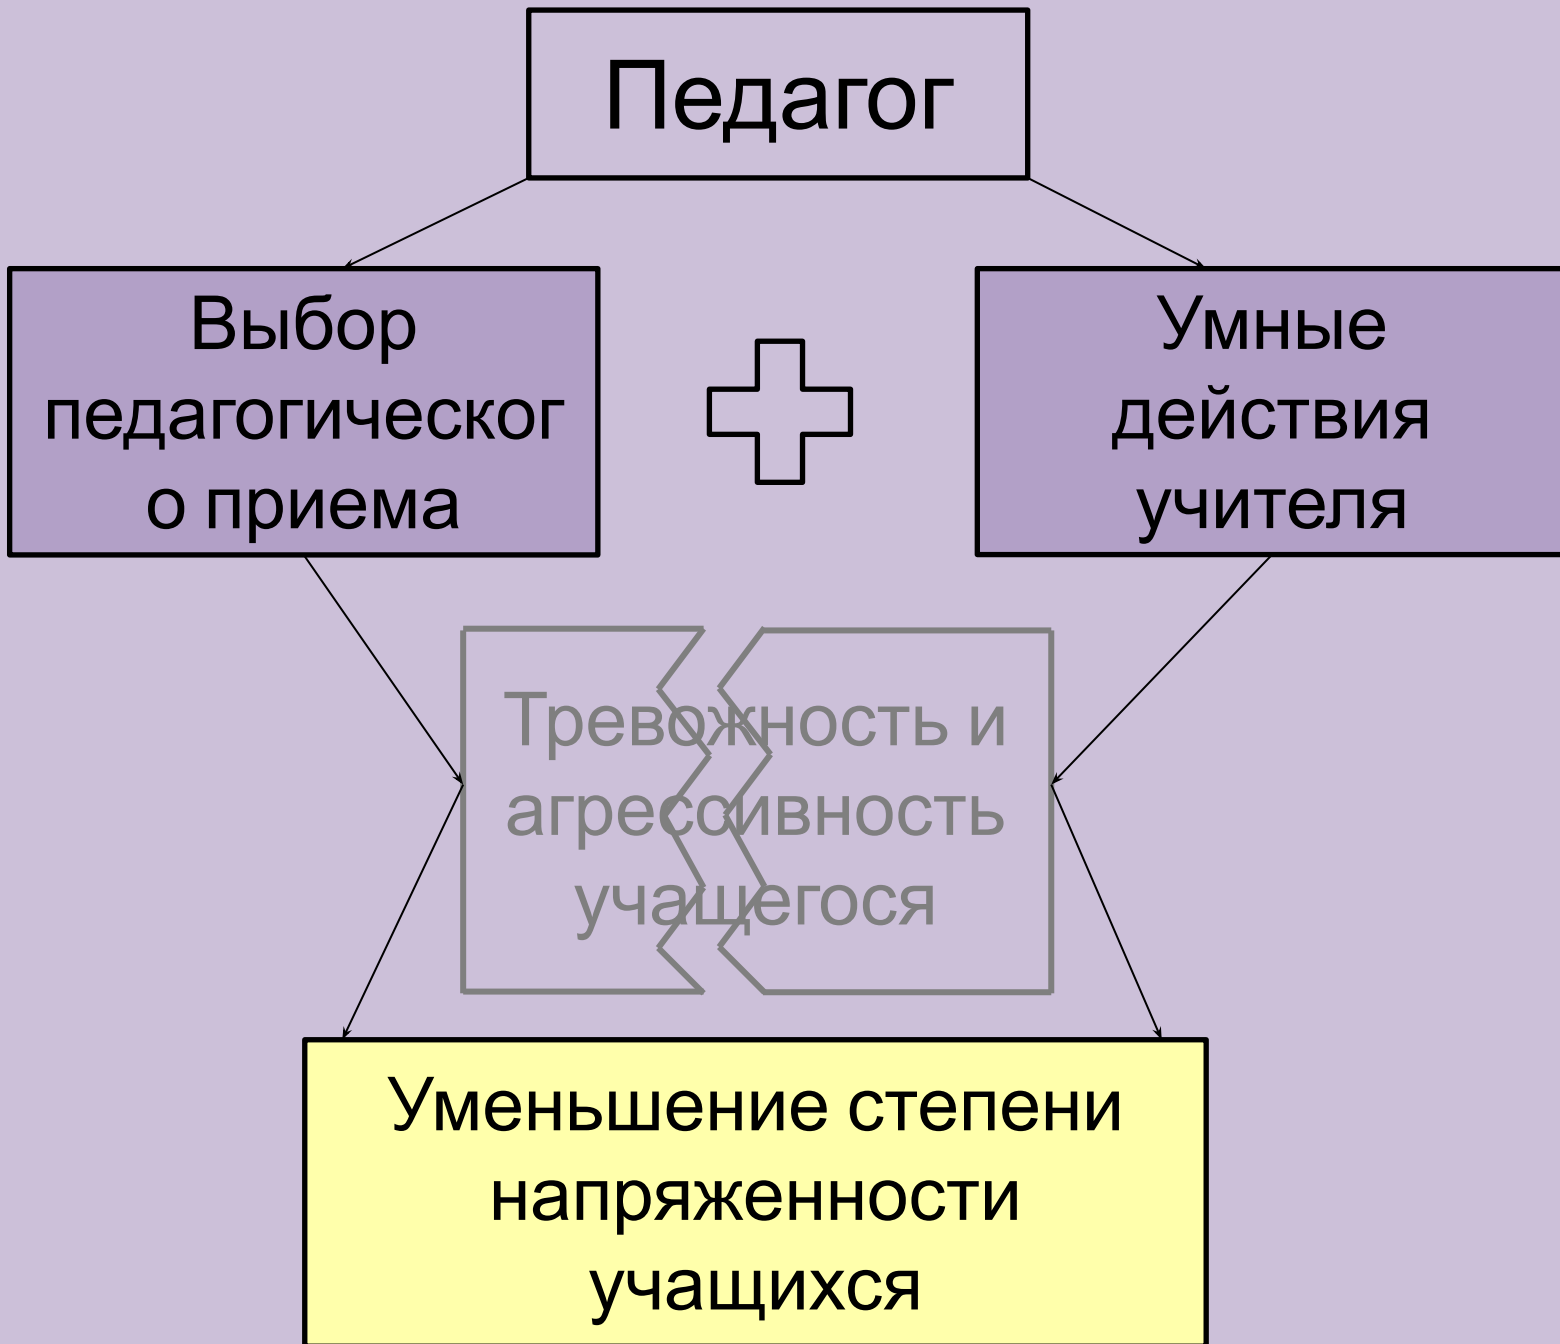 Педагог
Выбор
педагогическог
о приема
Умные
действия
учителя
Тревожность и
агрессивность
учащегося
Уменьшение степени
напряженности
учащихся